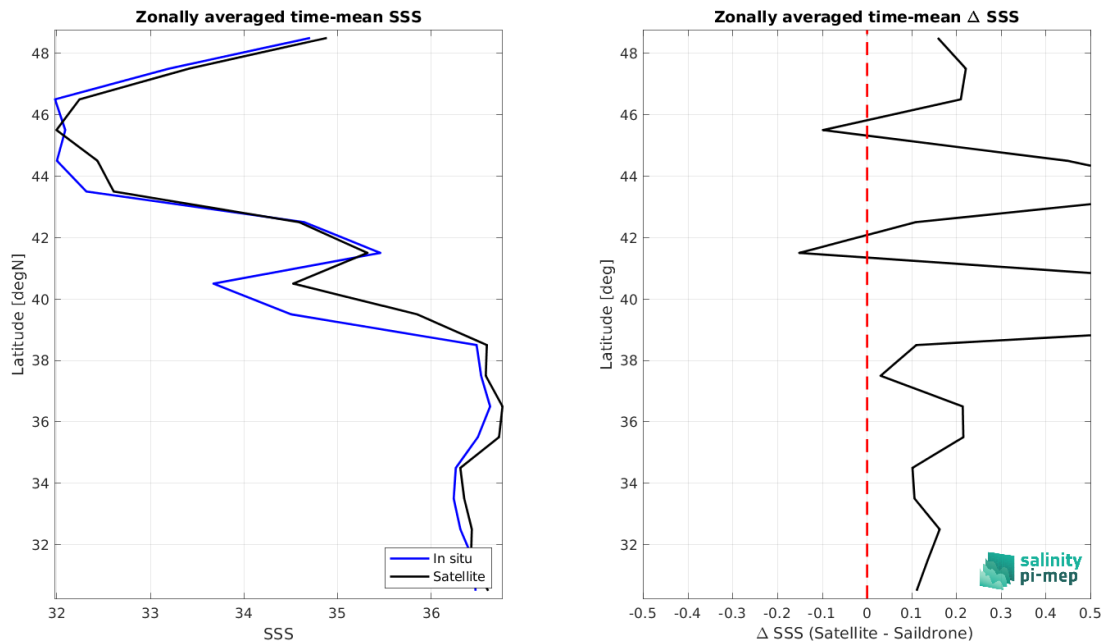 Zonally averaged time-mean SSS
48
46
44
42
40
38
36
34
32
Latitude [degN]
32 33 34 35 36
SSS
In situ
Satellite
Zonally averaged time-mean Δ SSS
48
46
44
42
40
38
36
34
32
Latitude [deg]
-0.5 -0.4 -0.3 -0.2 -0.1 0 0.1 0.2 0.3 0.4 0.5
Δ SSS (Satellite - Saildrone)
salinity
pi-mep